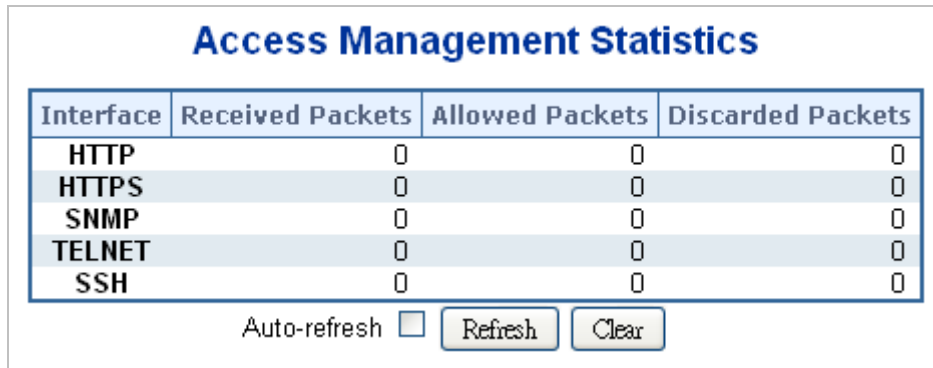 Access Management Statistics
Interface Received Packets Allowed Packets Discarded Packets
HTTP 0 0 0
HTTPS 0 0 0
SNMP 0 0 0
TELNET 0 0 0
SSH 0 0 0
Auto-refresh Refresh Clear